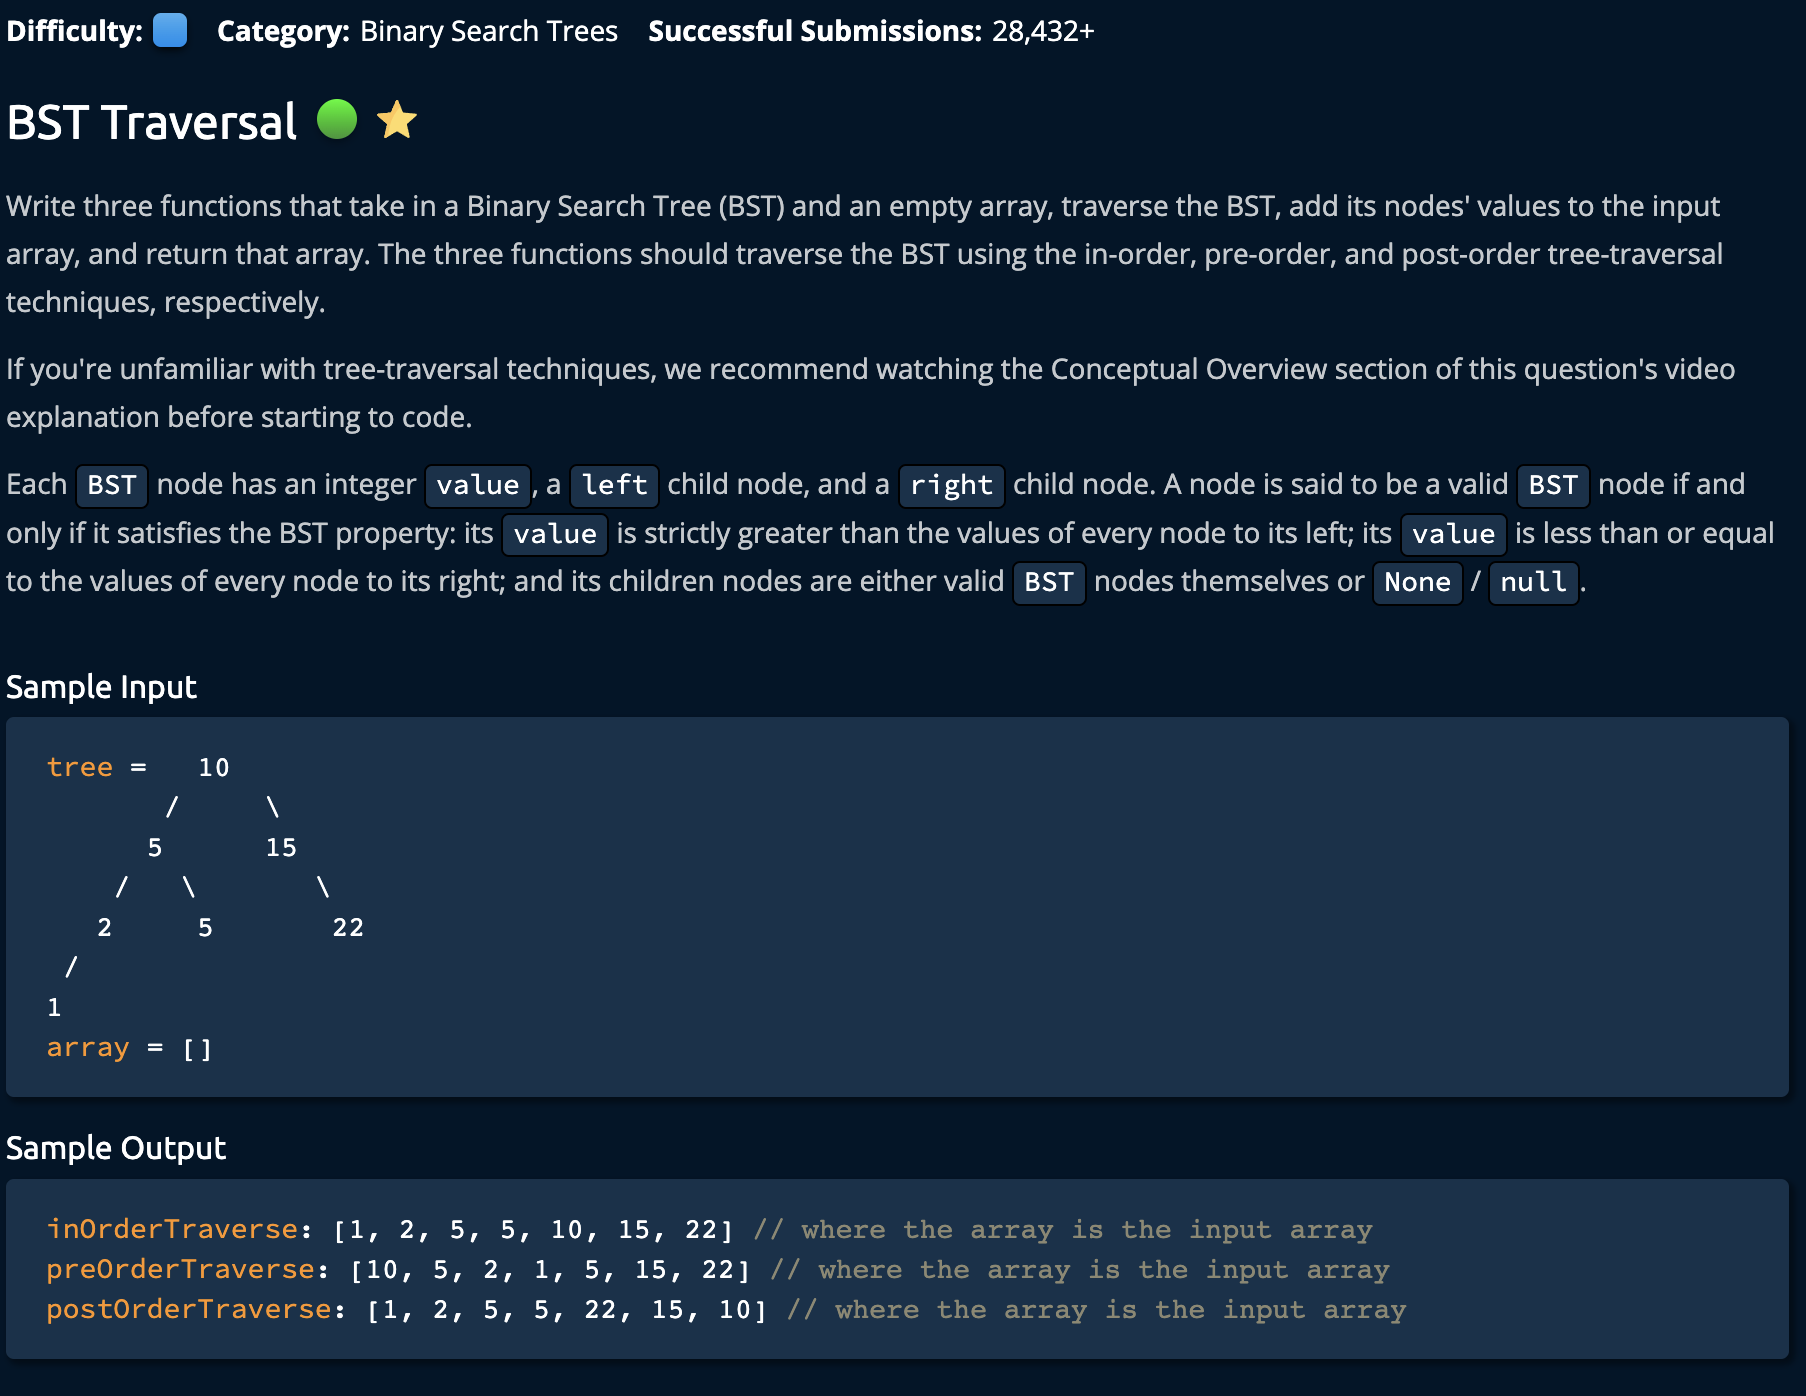 Difficulty: Category: Binary Search Trees Successful Submissions: 28,432+
BST Traversal
Write three functions that take in a Binary Search Tree (BST) and an empty array, traverse the BST, add its nodes' values to the input
array, and return that array. The three functions should traverse the BST using the in-order, pre-order, and post-order tree-traversal
techniques, respectively.
If you're unfamiliar with tree-traversal techniques, we recommend watching the Conceptual Overview section of this question's video
explanation before starting to code.
Each BST node has an integer value, a left child node, and a right child node. A node is said to be a valid BST node if and
only if it satisfies the BST property: its value is strictly greater than the values of every node to its left; its value is less than or equal
to the values of every node to its right; and its children nodes are either valid BST nodes themselves or None / null.
Sample Input
tree =   10
       /     \
      5      15
    /   \       \
   2     5       22
 /
1
array = []
Sample Output
inOrderTraverse: [1, 2, 5, 5, 10, 15, 22] // where the array is the input array
preOrderTraverse: [10, 5, 2, 1, 5, 15, 22] // where the array is the input array
postOrderTraverse: [1, 2, 5, 5, 22, 15, 10] // where the array is the input array